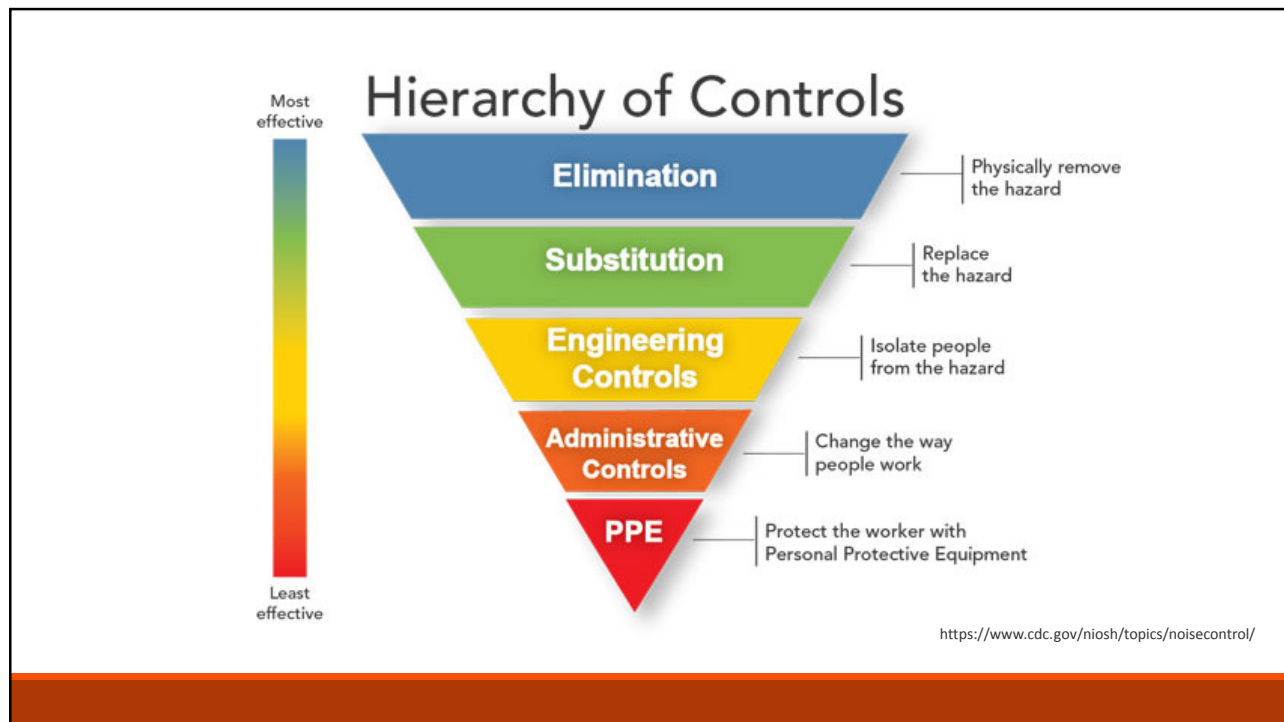 Hierarchy of Controls
Most
effective
Elimination
Physically remove
the hazard
Substitution
Replace
the hazard
Engineering
Controls
Isolate people
from the hazard
Administrative
Controls
Change the way
people work
PPE
Protect the worker with
Personal Protective Equipment
Least
effective
https://www.cdc.gov/niosh/topics/noisecontrol/